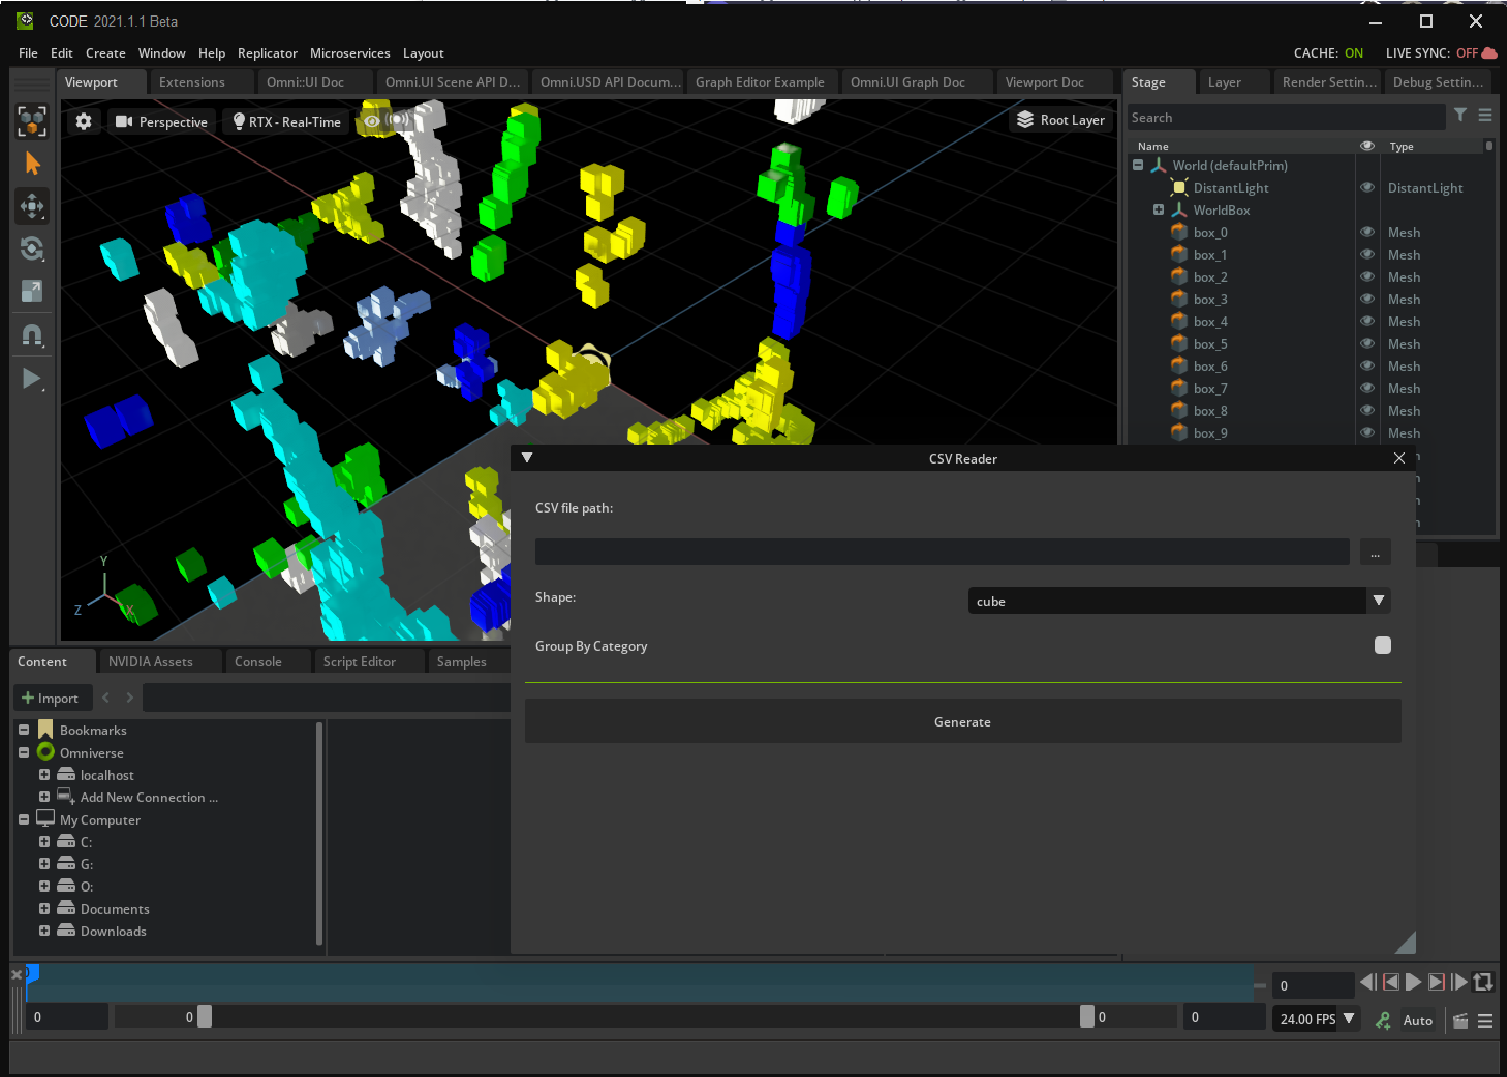 CODE 2021.1.1 Beta
File Edit Create Window Help Replicator Microservices Layout
CACHE: ON LIVE SYNC: OFF
Viewport Extensions Omni::UI Doc Omni.UI Scene API D... Omni.USD API Docum... Graph Editor Example Omni.UI Graph Doc Viewport Doc
Stage Layer Render Settin... Debug Settin...
Perspective RTX - Real-Time Root Layer
Search
Name Type
World (defaultPrim)
DistantLight DistantLight
WorldBox
box_0 Mesh
box_1 Mesh
box_2 Mesh
box_3 Mesh
box_4 Mesh
box_5 Mesh
box_6 Mesh
box_7 Mesh
box_8 Mesh
box_9 Mesh
Y
Z X
CSV Reader
CSV file path:
...
Shape: cube
Group By Category
Generate
Content NVIDIA Assets Console Script Editor Samples
+ Import
Bookmarks
Omniverse
localhost
Add New Connection ...
My Computer
C:
G:
O:
Documents
Downloads
0
0
0 0 0 0 24.00 FPS Auto